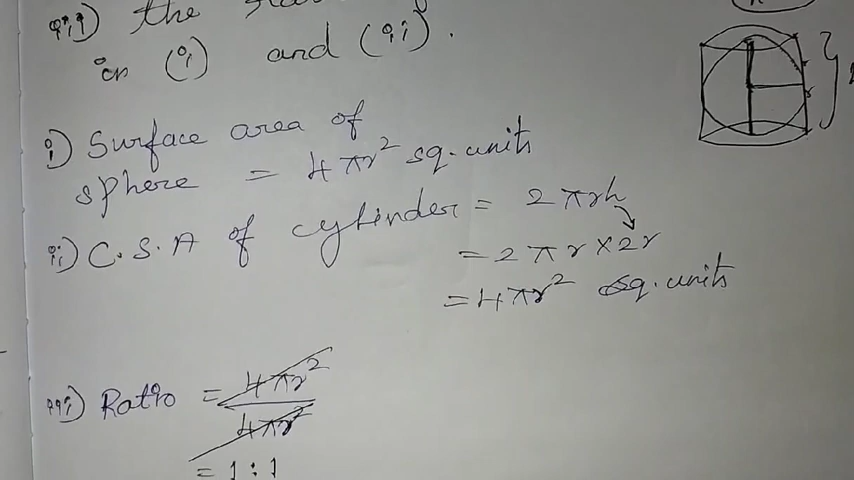 iii) the
in (i) and (ii).
i) Surface area of
sphere = 4πr² sq.units
ii) C.S.A of cylinder = 2πrh
= 2πr×2r
= 4πr² sq.units
iii) Ratio = 4πr²
4πr²
= 1:1